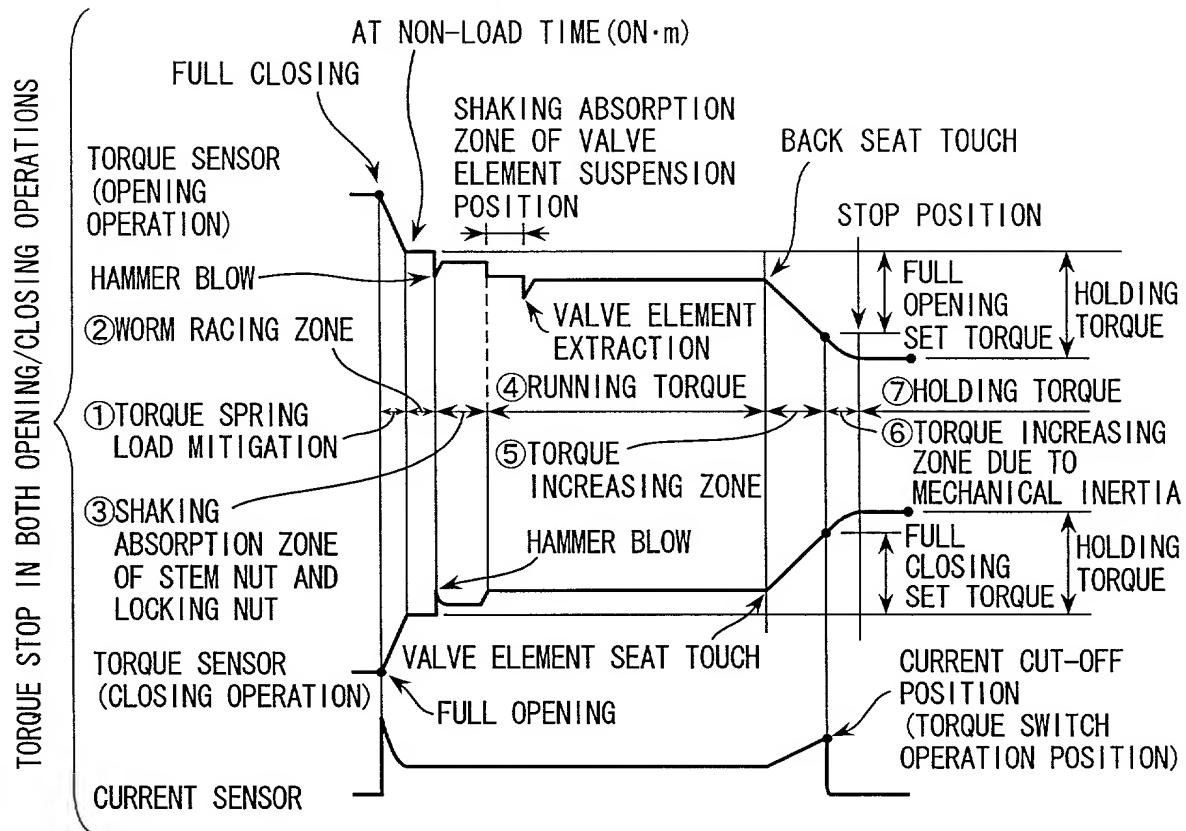 TORQUE STOP IN BOTH OPENING/CLOSING OPERATIONS
AT NON-LOAD TIME(ON·m)
FULL CLOSING
SHAKING ABSORPTION
ZONE OF VALVE
ELEMENT SUSPENSION
POSITION
BACK SEAT TOUCH
TORQUE SENSOR
(OPENING
OPERATION)
STOP POSITION
HAMMER BLOW
FULL
OPENING
SET TORQUE
HOLDING
TORQUE
②WORM RACING ZONE
VALVE ELEMENT
EXTRACTION
④RUNNING TORQUE
⑦HOLDING TORQUE
①TORQUE SPRING
LOAD MITIGATION
⑤TORQUE
INCREASING ZONE
⑥TORQUE INCREASING
ZONE DUE TO
MECHANICAL INERTIA
③SHAKING
ABSORPTION ZONE
OF STEM NUT AND
LOCKING NUT
HAMMER BLOW
FULL
CLOSING
SET TORQUE
HOLDING
TORQUE
TORQUE SENSOR
(CLOSING OPERATION)
VALVE ELEMENT SEAT TOUCH
FULL OPENING
CURRENT CUT-OFF
POSITION
(TORQUE SWITCH
OPERATION POSITION)
CURRENT SENSOR